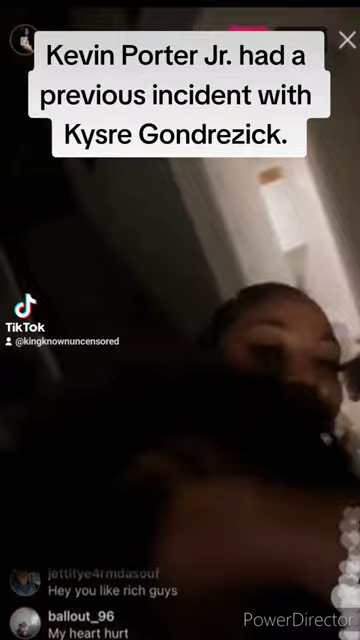 Kevin Porter Jr. had a
previous incident with
Kysre Gondrezick.
TikTok
@kingknownuncensored
jettlfye4rmdasouf
Hey you like rich guys
ballout_96
My heart hurt
PowerDirector